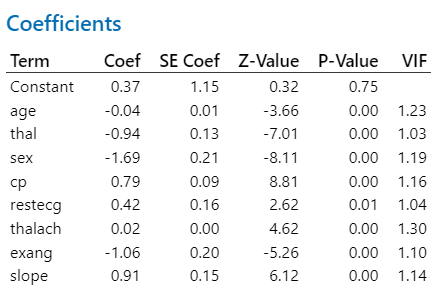 Coefficients
Term Coef SE Coef Z-Value P-Value VIF
Constant 0.37 1.15 0.32 0.75
age -0.04 0.01 -3.66 0.00 1.23
thal -0.94 0.13 -7.01 0.00 1.03
sex -1.69 0.21 -8.11 0.00 1.19
cp 0.79 0.09 8.81 0.00 1.16
restecg 0.42 0.16 2.62 0.01 1.04
thalach 0.02 0.00 4.62 0.00 1.30
exang -1.06 0.20 -5.26 0.00 1.10
slope 0.91 0.15 6.12 0.00 1.14